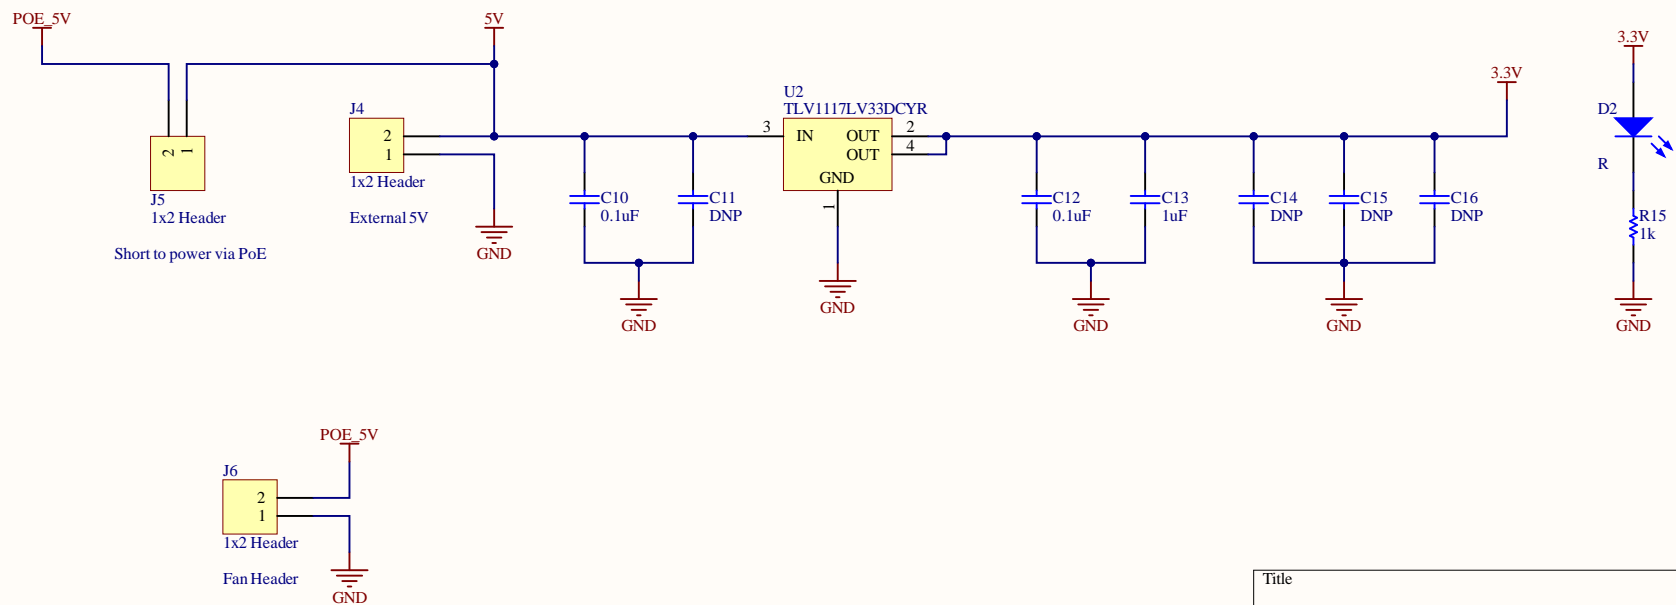 POE_5V
5V
3.3V
3.3V
U2
TLV1117LV33DCYR
J4
2
1
1x2 Header
External 5V
GND
2
1
J5
1x2 Header
Short to power via PoE
3
IN
OUT
2
OUT
4
GND
1
GND
C10
0.1uF
C11
DNP
GND
C12
0.1uF
C13
1uF
GND
C14
DNP
C15
DNP
C16
DNP
GND
D2
R
R15
1k
GND
POE_5V
J6
2
1
1x2 Header
Fan Header
GND
Title